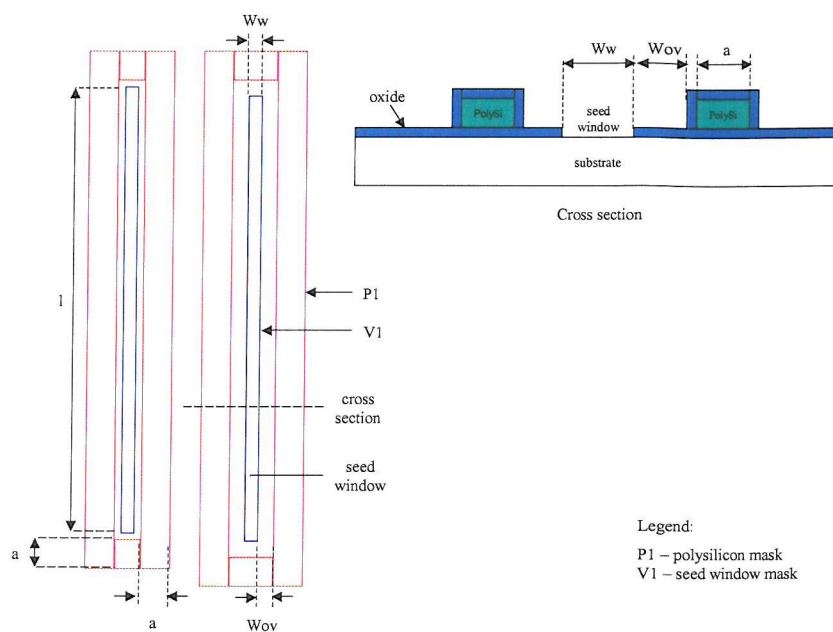 Ww
Ww
Wov
a
oxide
PolySi
seed
window
PolySi
substrate
Cross section
l
P1
V1
cross
section
seed
window
a
a
Wov
Legend:
P1 – polysilicon mask
V1 – seed window mask